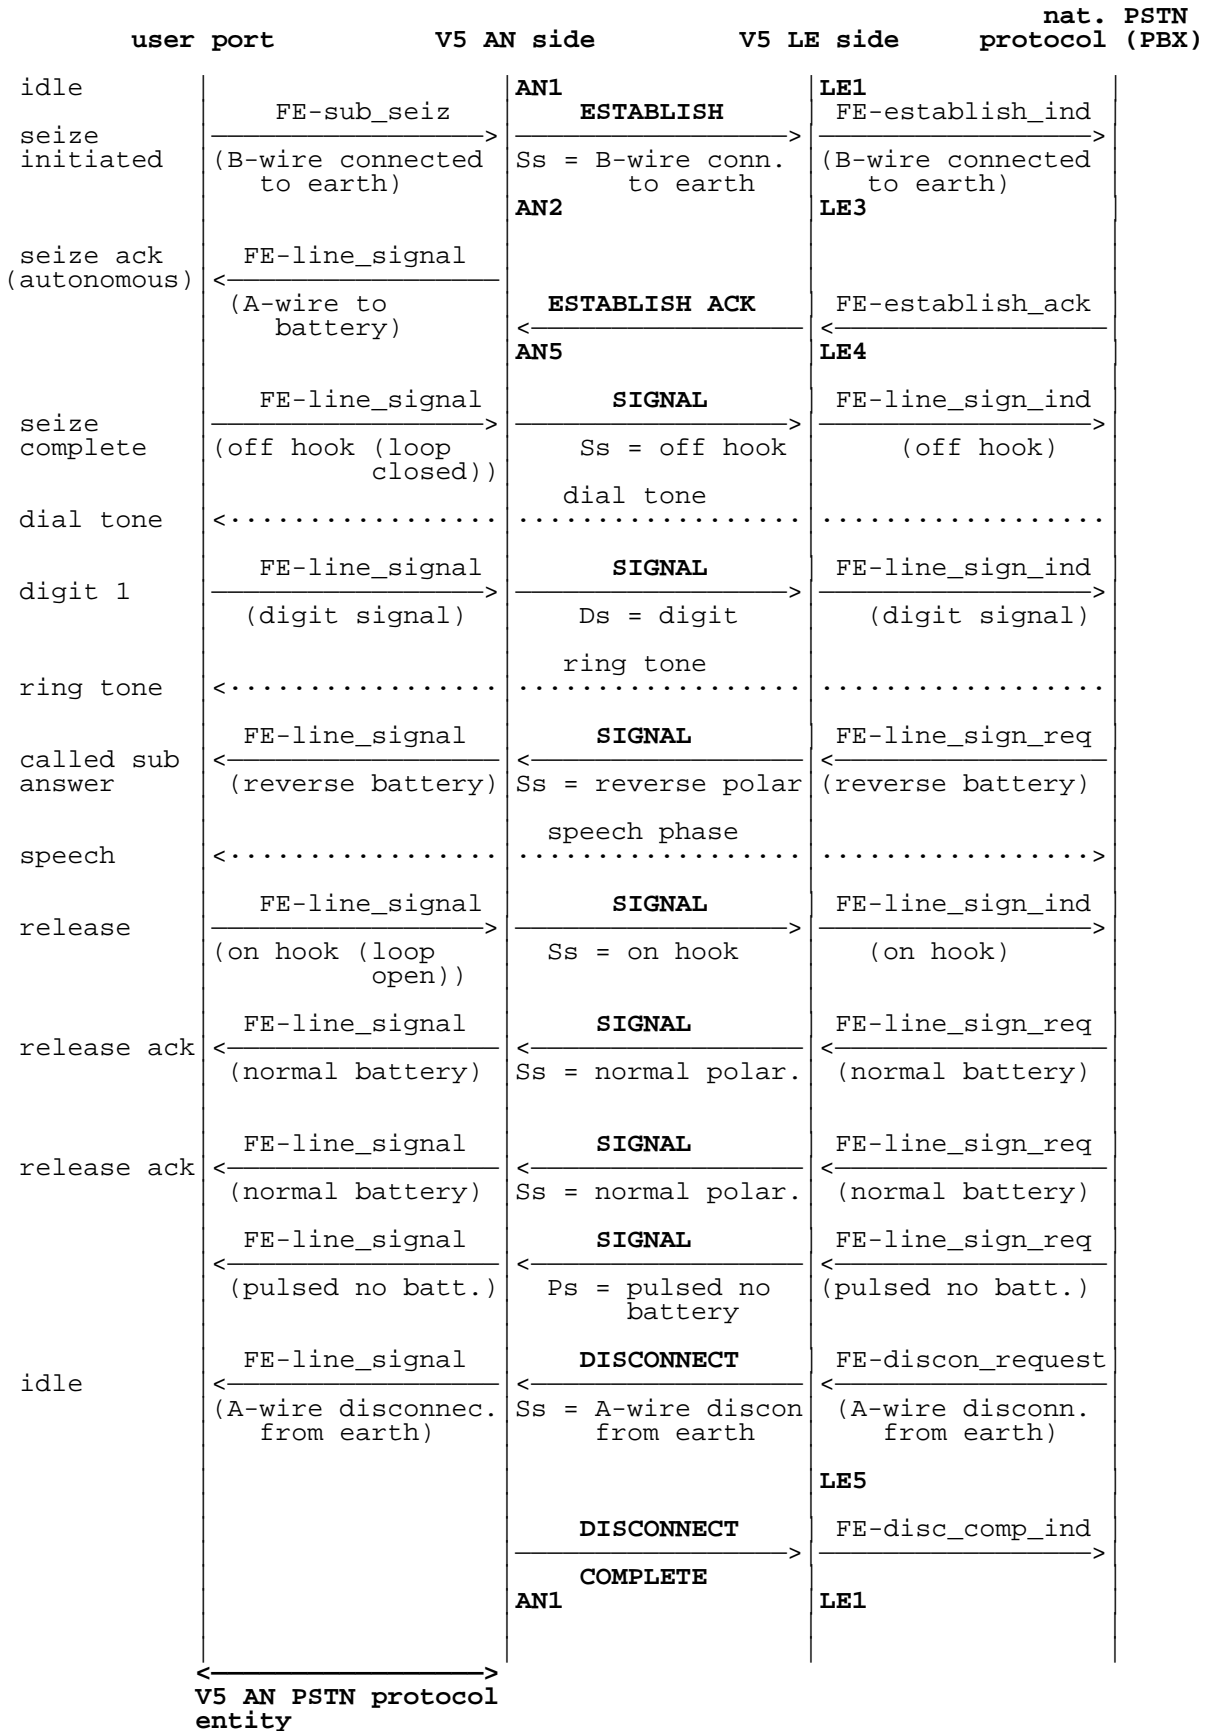 nat. PSTN
user port V5 AN side V5 LE side protocol (PBX)
idle AN1 LE1
FE-sub_seiz ESTABLISH FE-establish_ind
seize
initiated (B-wire connected Ss = B-wire conn. (B-wire connected
to earth) to earth to earth)
AN2 LE3
seize ack FE-line_signal
(autonomous)
(A-wire to ESTABLISH ACK FE-establish_ack
battery)
AN5 LE4
FE-line_signal SIGNAL FE-line_sign_ind
seize
complete (off hook (loop Ss = off hook (off hook)
closed))
dial tone
dial tone
FE-line_signal SIGNAL FE-line_sign_ind
digit 1
(digit signal) Ds = digit (digit signal)
ring tone
ring tone
FE-line_signal SIGNAL FE-line_sign_req
called sub
answer (reverse battery) Ss = reverse polar (reverse battery)
speech phase
speech
FE-line_signal SIGNAL FE-line_sign_ind
release
(on hook (loop Ss = on hook (on hook)
open))
FE-line_signal SIGNAL FE-line_sign_req
release ack
(normal battery) Ss = normal polar. (normal battery)
FE-line_signal SIGNAL FE-line_sign_req
release ack
(normal battery) Ss = normal polar. (normal battery)
FE-line_signal SIGNAL FE-line_sign_req
(pulsed no batt.) Ps = pulsed no (pulsed no batt.)
battery
FE-line_signal DISCONNECT FE-discon_request
idle
(A-wire disconnec. Ss = A-wire discon (A-wire disconn.
from earth) from earth from earth)
LE5
DISCONNECT FE-disc_comp_ind
COMPLETE
AN1 LE1
V5 AN PSTN protocol
entity